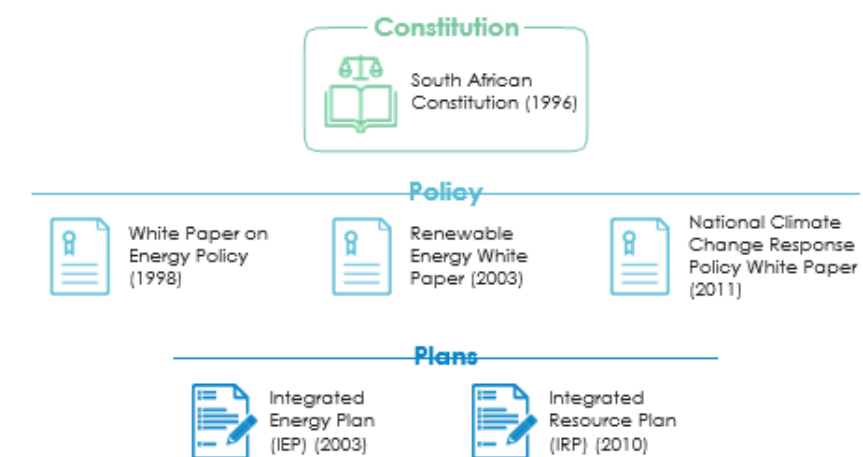 Constitution
South African
Constitution (1996)
Policy
White Paper on
Energy Policy
(1998)
Renewable
Energy White
Paper (2003)
National Climate
Change Response
Policy White Paper
(2011)
Plans
Integrated
Energy Plan
(IEP) (2003)
Integrated
Resource Plan
(IRP) (2010)